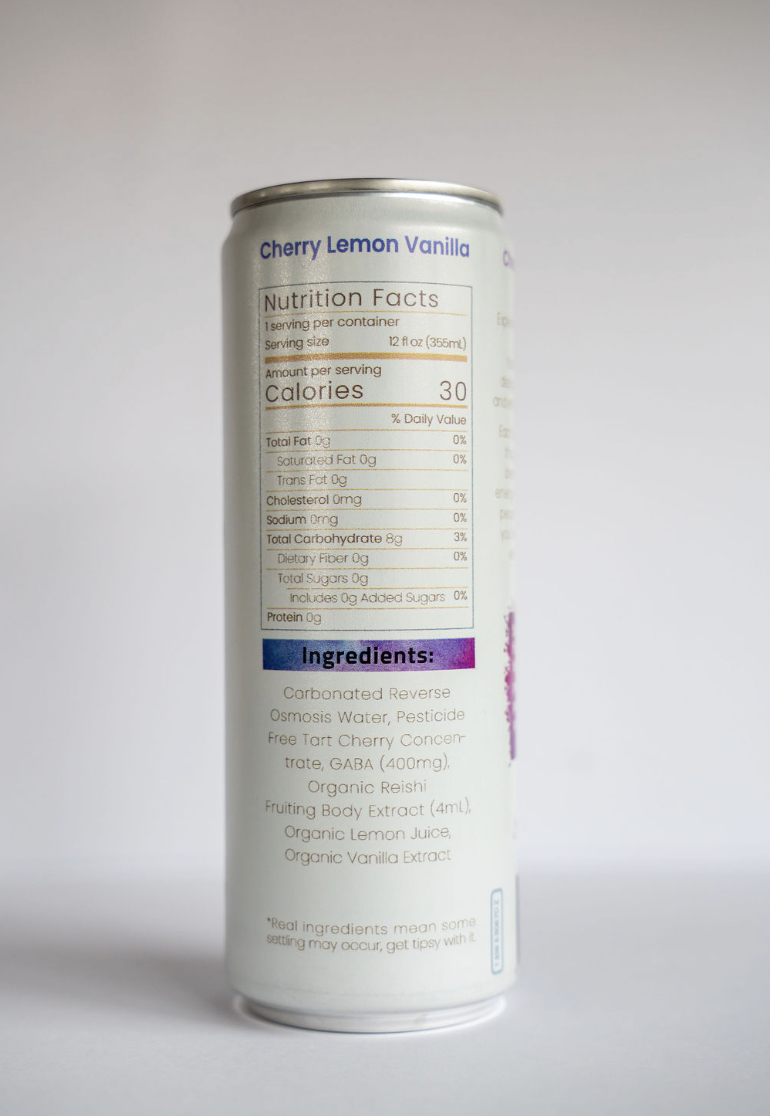 Cherry Lemon Vanilla
Nutrition Facts
1 serving per container
Serving size 12 fl oz (355mL)
Amount per serving
Calories 30
% Daily Value
Total Fat 0g 0%
Saturated Fat 0g 0%
Trans Fat 0g
Cholesterol 0mg 0%
Sodium 0mg 0%
Total Carbohydrate 8g 3%
Dietary Fiber 0g 0%
Total Sugars 0g
Includes 0g Added Sugars 0%
Protein 0g
Ingredients:
Carbonated Reverse
Osmosis Water, Pesticide
Free Tart Cherry Concen-
trate, GABA (400mg),
Organic Reishi
Fruiting Body Extract (4mL),
Organic Lemon Juice,
Organic Vanilla Extract
*Real ingredients mean some
settling may occur, get tipsy with it.